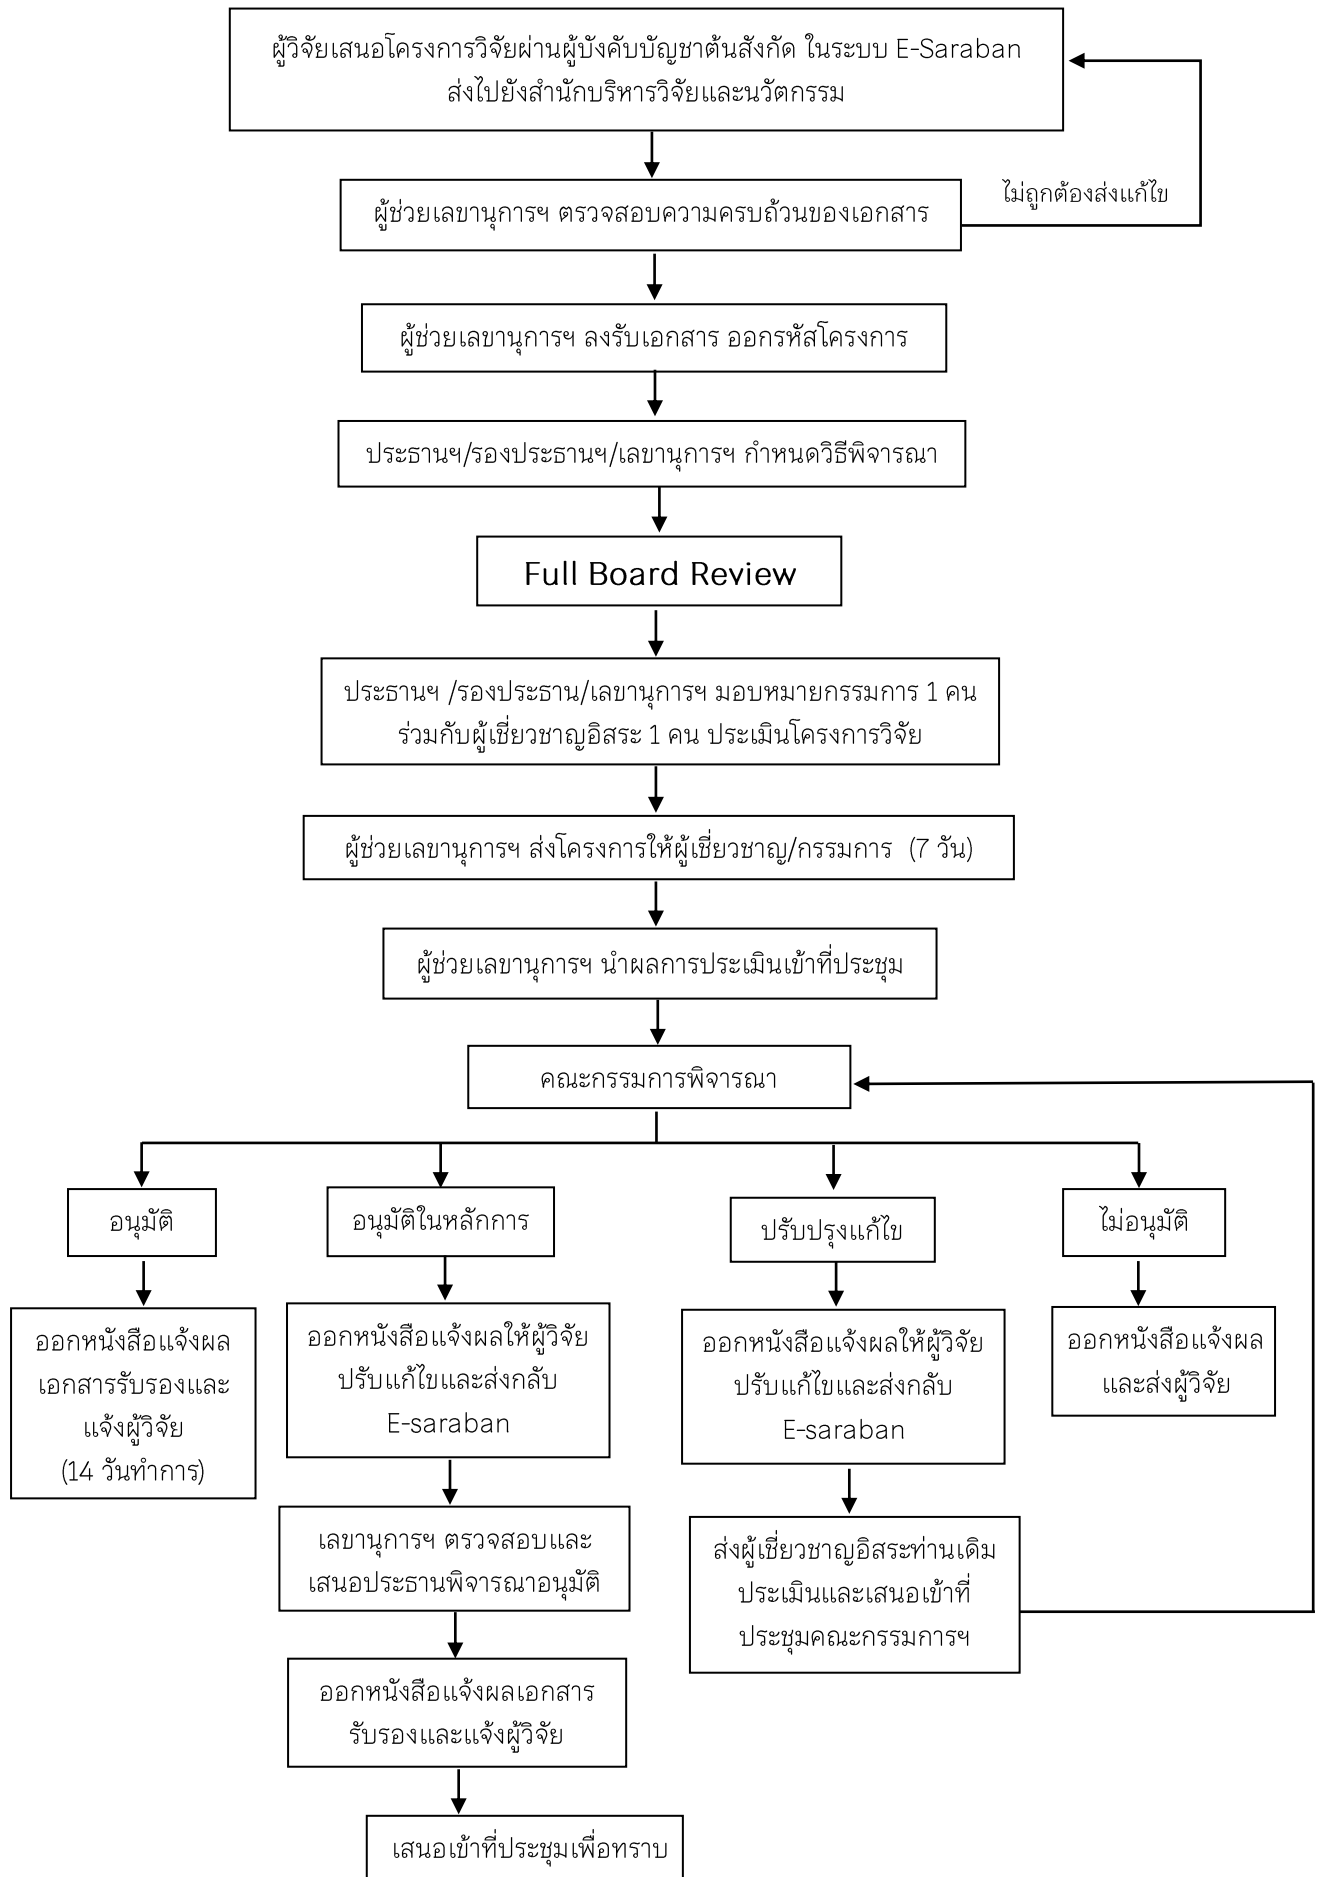 ผู้วิจัยเสนอโครงการวิจัยผ่านผู้บังคับบัญชาต้นสังกัด ในระบบ E-Saraban
ส่งไปยังสำนักบริหารวิจัยและนวัตกรรม
ผู้ช่วยเลขานุการฯ ตรวจสอบความครบถ้วนของเอกสาร
ไม่ถูกต้องส่งแก้ไข
ผู้ช่วยเลขานุการฯ ลงรับเอกสาร ออกรหัสโครงการ
ประธานฯ/รองประธานฯ/เลขานุการฯ กำหนดวิธีพิจารณา
Full Board Review
ประธานฯ /รองประธาน/เลขานุการฯ มอบหมายกรรมการ 1 คน
ร่วมกับผู้เชี่ยวชาญอิสระ 1 คน ประเมินโครงการวิจัย
ผู้ช่วยเลขานุการฯ ส่งโครงการให้ผู้เชี่ยวชาญ/กรรมการ (7 วัน)
ผู้ช่วยเลขานุการฯ นำผลการประเมินเข้าที่ประชุม
คณะกรรมการพิจารณา
อนุมัติ
ออกหนังสือแจ้งผล
เอกสารรับรองและ
แจ้งผู้วิจัย
(14 วันทำการ)
อนุมัติในหลักการ
ออกหนังสือแจ้งผลให้ผู้วิจัย
ปรับแก้ไขและส่งกลับ
E-saraban
เลขานุการฯ ตรวจสอบและ
เสนอประธานพิจารณาอนุมัติ
ออกหนังสือแจ้งผลเอกสาร
รับรองและแจ้งผู้วิจัย
เสนอเข้าที่ประชุมเพื่อทราบ
ปรับปรุงแก้ไข
ออกหนังสือแจ้งผลให้ผู้วิจัย
ปรับแก้ไขและส่งกลับ
E-saraban
ส่งผู้เชี่ยวชาญอิสระท่านเดิม
ประเมินและเสนอเข้าที่
ประชุมคณะกรรมการฯ
ไม่อนุมัติ
ออกหนังสือแจ้งผล
และส่งผู้วิจัย